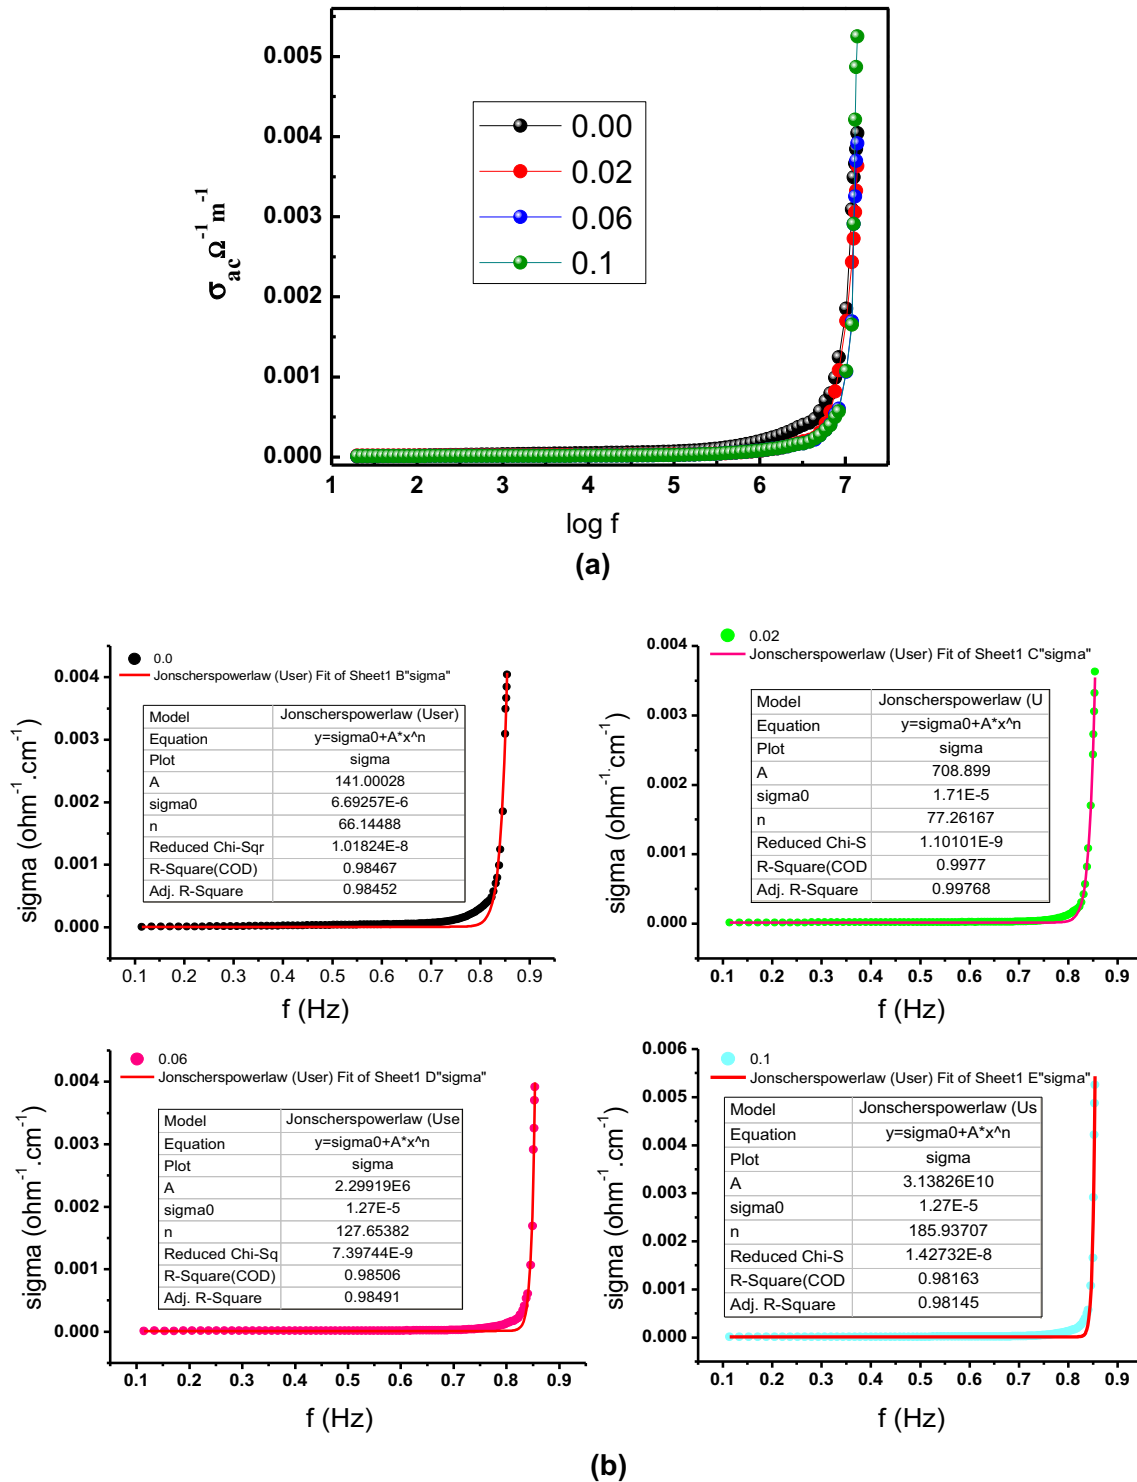 0.005
0.004
0.003
0.002
0.001
0.000
σac Ω-1 m-1
0.00
0.02
0.06
0.1
1 2 3 4 5 6 7
log f
(a)
0.0
Jonscherspowerlaw (User) Fit of Sheet1 B"sigma"
Model Jonscherspowerlaw (User)
Equation y=sigma0+A*x^n
Plot sigma
A 141.00028
sigma0 6.69257E-6
n 66.14488
Reduced Chi-Sqr 1.01824E-8
R-Square(COD) 0.98467
Adj. R-Square 0.98452
0.004
0.003
0.002
0.001
0.000
sigma (ohm-1.cm-1)
0.1 0.2 0.3 0.4 0.5 0.6 0.7 0.8 0.9
f (Hz)
0.02
Jonscherspowerlaw (User) Fit of Sheet1 C"sigma"
Model Jonscherspowerlaw (U
Equation y=sigma0+A*x^n
Plot sigma
A 708.899
sigma0 1.71E-5
n 77.26167
Reduced Chi-S 1.10101E-9
R-Square(COD 0.9977
Adj. R-Square 0.99768
0.004
0.003
0.002
0.001
0.000
sigma (ohm-1.cm-1)
0.1 0.2 0.3 0.4 0.5 0.6 0.7 0.8 0.9
f (Hz)
0.06
Jonscherspowerlaw (User) Fit of Sheet1 D"sigma"
Model Jonscherspowerlaw (Use
Equation y=sigma0+A*x^n
Plot sigma
A 2.29919E6
sigma0 1.27E-5
n 127.65382
Reduced Chi-Sq 7.39744E-9
R-Square(COD) 0.98506
Adj. R-Square 0.98491
0.004
0.003
0.002
0.001
0.000
sigma (ohm-1.cm-1)
0.1 0.2 0.3 0.4 0.5 0.6 0.7 0.8 0.9
f (Hz)
0.1
Jonscherspowerlaw (User) Fit of Sheet1 E"sigma"
Model Jonscherspowerlaw (Us
Equation y=sigma0+A*x^n
Plot sigma
A 3.13826E10
sigma0 1.27E-5
n 185.93707
Reduced Chi-S 1.42732E-8
R-Square(COD 0.98163
Adj. R-Square 0.98145
0.006
0.005
0.004
0.003
0.002
0.001
0.000
sigma (ohm-1.cm-1)
0.1 0.2 0.3 0.4 0.5 0.6 0.7 0.8 0.9
f (Hz)
(b)